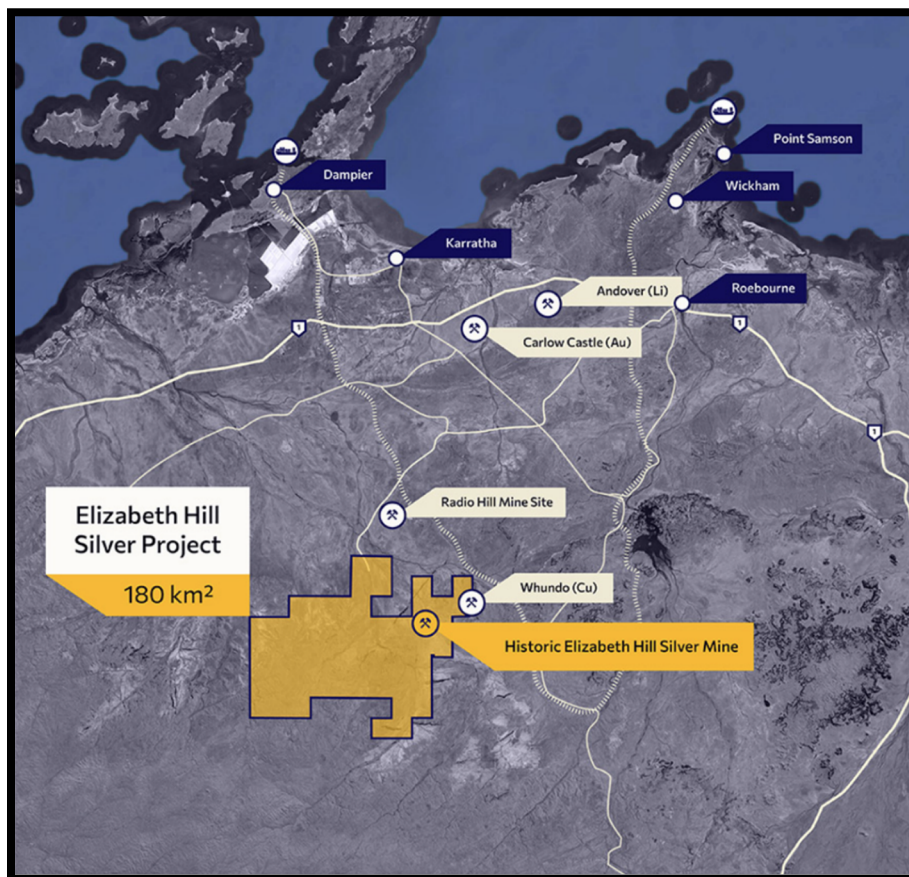 Point Samson
Dampier
Wickham
Karratha
Andover (Li)
Roebourne
1
1
Carlow Castle (Au)
1
Radio Hill Mine Site
Elizabeth Hill
Silver Project
180 km²
Whundo (Cu)
Historic Elizabeth Hill Silver Mine